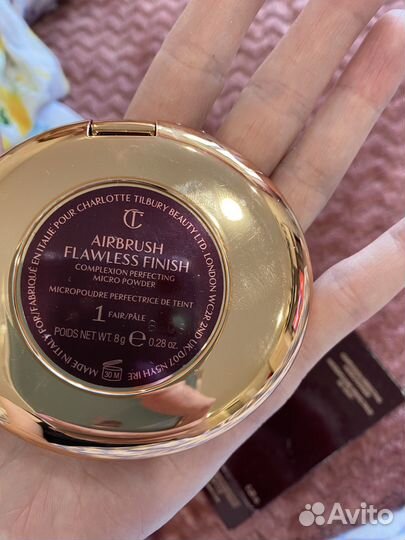 MADE IN ITALY FOR/FABRIQUÉ EN ITALIE POUR CHARLOTTE TILBURY BEAUTY LTD. LONDON WC2R 2ND UK/D07 N5YH IRE
CT
AIRBRUSH
FLAWLESS FINISH
COMPLEXION PERFECTING
MICRO POWDER
MICROPOUDRE PERFECTRICE DE TEINT
1 FAIR/PÂLE
POIDS NET WT. 8g ℮ 0.28 oz.
30 M
Avito